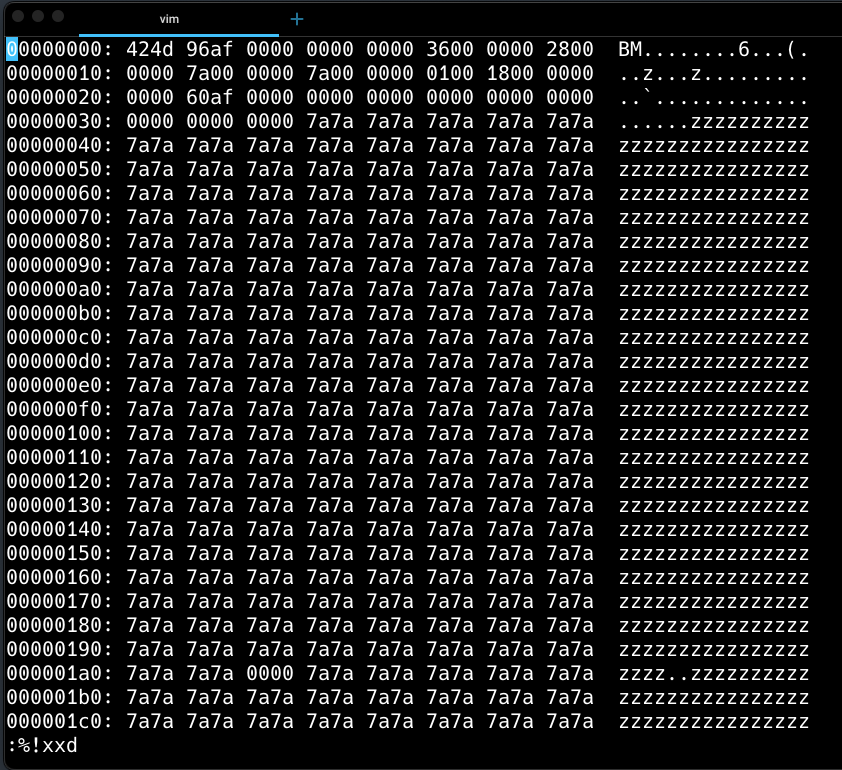 vim +
00000000: 424d 96af 0000 0000 0000 3600 0000 2800  BM........6...(.
00000010: 0000 7a00 0000 7a00 0000 0100 1800 0000  ..z...z.........
00000020: 0000 60af 0000 0000 0000 0000 0000 0000  ..`.............
00000030: 0000 0000 0000 7a7a 7a7a 7a7a 7a7a 7a7a  ......zzzzzzzzzz
00000040: 7a7a 7a7a 7a7a 7a7a 7a7a 7a7a 7a7a 7a7a  zzzzzzzzzzzzzzzz
00000050: 7a7a 7a7a 7a7a 7a7a 7a7a 7a7a 7a7a 7a7a  zzzzzzzzzzzzzzzz
00000060: 7a7a 7a7a 7a7a 7a7a 7a7a 7a7a 7a7a 7a7a  zzzzzzzzzzzzzzzz
00000070: 7a7a 7a7a 7a7a 7a7a 7a7a 7a7a 7a7a 7a7a  zzzzzzzzzzzzzzzz
00000080: 7a7a 7a7a 7a7a 7a7a 7a7a 7a7a 7a7a 7a7a  zzzzzzzzzzzzzzzz
00000090: 7a7a 7a7a 7a7a 7a7a 7a7a 7a7a 7a7a 7a7a  zzzzzzzzzzzzzzzz
000000a0: 7a7a 7a7a 7a7a 7a7a 7a7a 7a7a 7a7a 7a7a  zzzzzzzzzzzzzzzz
000000b0: 7a7a 7a7a 7a7a 7a7a 7a7a 7a7a 7a7a 7a7a  zzzzzzzzzzzzzzzz
000000c0: 7a7a 7a7a 7a7a 7a7a 7a7a 7a7a 7a7a 7a7a  zzzzzzzzzzzzzzzz
000000d0: 7a7a 7a7a 7a7a 7a7a 7a7a 7a7a 7a7a 7a7a  zzzzzzzzzzzzzzzz
000000e0: 7a7a 7a7a 7a7a 7a7a 7a7a 7a7a 7a7a 7a7a  zzzzzzzzzzzzzzzz
000000f0: 7a7a 7a7a 7a7a 7a7a 7a7a 7a7a 7a7a 7a7a  zzzzzzzzzzzzzzzz
00000100: 7a7a 7a7a 7a7a 7a7a 7a7a 7a7a 7a7a 7a7a  zzzzzzzzzzzzzzzz
00000110: 7a7a 7a7a 7a7a 7a7a 7a7a 7a7a 7a7a 7a7a  zzzzzzzzzzzzzzzz
00000120: 7a7a 7a7a 7a7a 7a7a 7a7a 7a7a 7a7a 7a7a  zzzzzzzzzzzzzzzz
00000130: 7a7a 7a7a 7a7a 7a7a 7a7a 7a7a 7a7a 7a7a  zzzzzzzzzzzzzzzz
00000140: 7a7a 7a7a 7a7a 7a7a 7a7a 7a7a 7a7a 7a7a  zzzzzzzzzzzzzzzz
00000150: 7a7a 7a7a 7a7a 7a7a 7a7a 7a7a 7a7a 7a7a  zzzzzzzzzzzzzzzz
00000160: 7a7a 7a7a 7a7a 7a7a 7a7a 7a7a 7a7a 7a7a  zzzzzzzzzzzzzzzz
00000170: 7a7a 7a7a 7a7a 7a7a 7a7a 7a7a 7a7a 7a7a  zzzzzzzzzzzzzzzz
00000180: 7a7a 7a7a 7a7a 7a7a 7a7a 7a7a 7a7a 7a7a  zzzzzzzzzzzzzzzz
00000190: 7a7a 7a7a 7a7a 7a7a 7a7a 7a7a 7a7a 7a7a  zzzzzzzzzzzzzzzz
000001a0: 7a7a 7a7a 0000 7a7a 7a7a 7a7a 7a7a 7a7a  zzzz..zzzzzzzzzz
000001b0: 7a7a 7a7a 7a7a 7a7a 7a7a 7a7a 7a7a 7a7a  zzzzzzzzzzzzzzzz
000001c0: 7a7a 7a7a 7a7a 7a7a 7a7a 7a7a 7a7a 7a7a  zzzzzzzzzzzzzzzz
:%!xxd